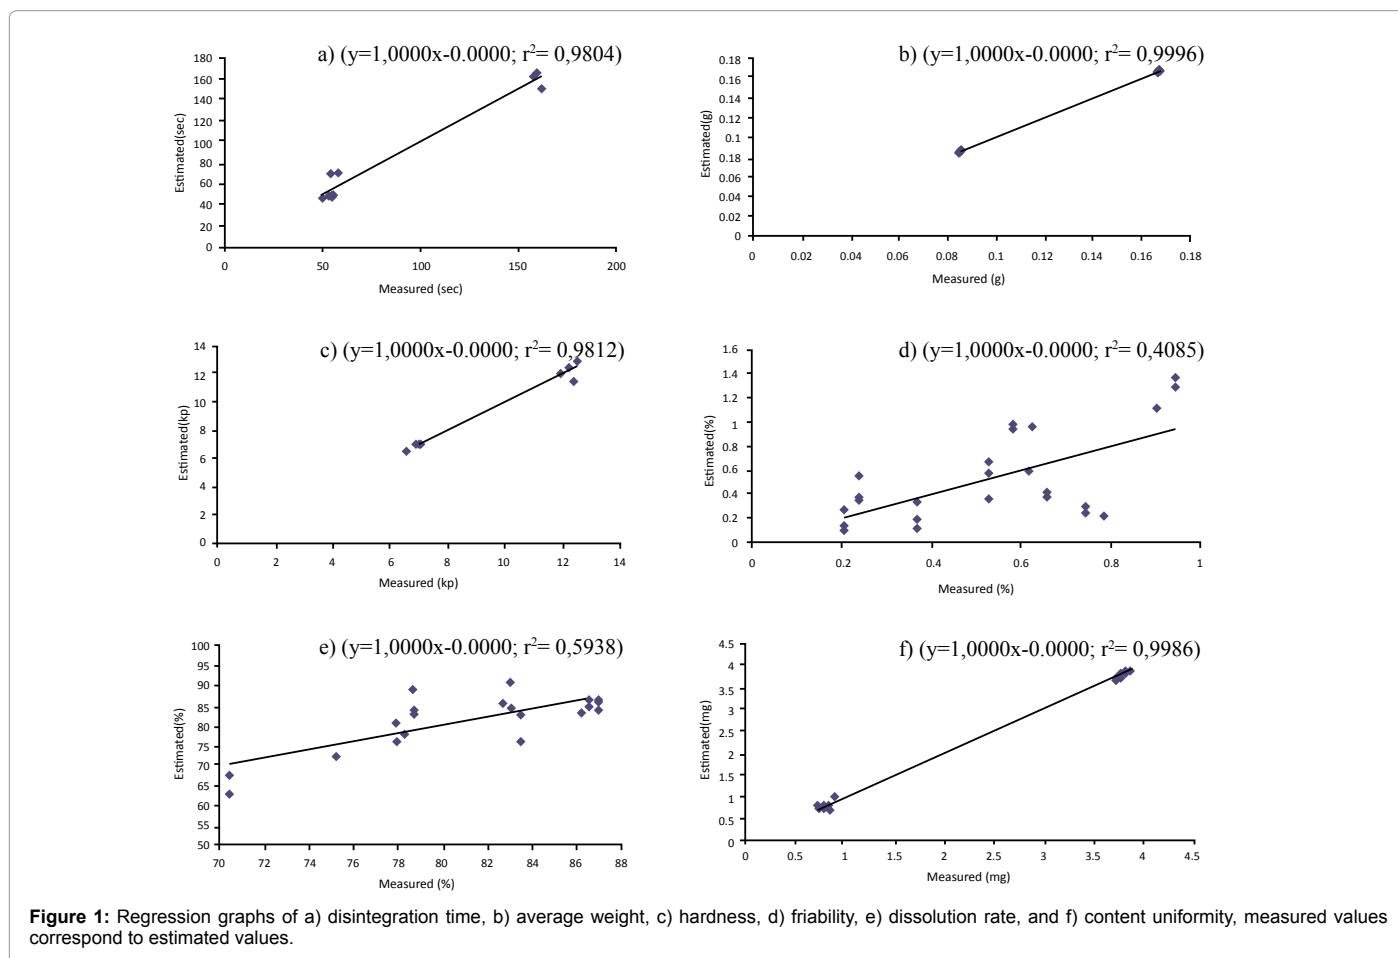 a) (y=1,0000x-0.0000; r²= 0,9804)
180
160
140
120
100
80
60
40
20
0
Estimated(sec)
0 50 100 150 200
Measured (sec)
b) (y=1,0000x-0.0000; r²= 0,9996)
0.18
0.16
0.14
0.12
0.1
0.18
0.06
0.04
0.02
0
Estimated(g)
0 0.02 0.04 0.06 0.08 0.1 0.12 0.14 0.16 0.18
Measured (g)
c) (y=1,0000x-0.0000; r²= 0,9812)
14
12
10
8
6
4
2
0
Estimated(kp)
0 2 4 6 8 10 12 14
Measured (kp)
d) (y=1,0000x-0.0000; r²= 0,4085)
1.6
1.4
1.2
1
0.8
0.6
0.4
0.2
0
Estimated(%)
0 0.2 0.4 0.6 0.8 1
Measured (%)
e) (y=1,0000x-0.0000; r²= 0,5938)
100
95
90
85
80
75
70
65
60
55
50
Estimated(%)
70 72 74 76 78 80 82 84 86 88
Measured (%)
f) (y=1,0000x-0.0000; r²= 0,9986)
4.5
4
3.5
3
2.5
2
1.5
1
0.5
0
Estimated(mg)
0 0.5 1 1.5 2 2.5 3 3.5 4 4.5
Measured (mg)
Figure 1: Regression graphs of a) disintegration time, b) average weight, c) hardness, d) friability, e) dissolution rate, and f) content uniformity, measured values
correspond to estimated values.